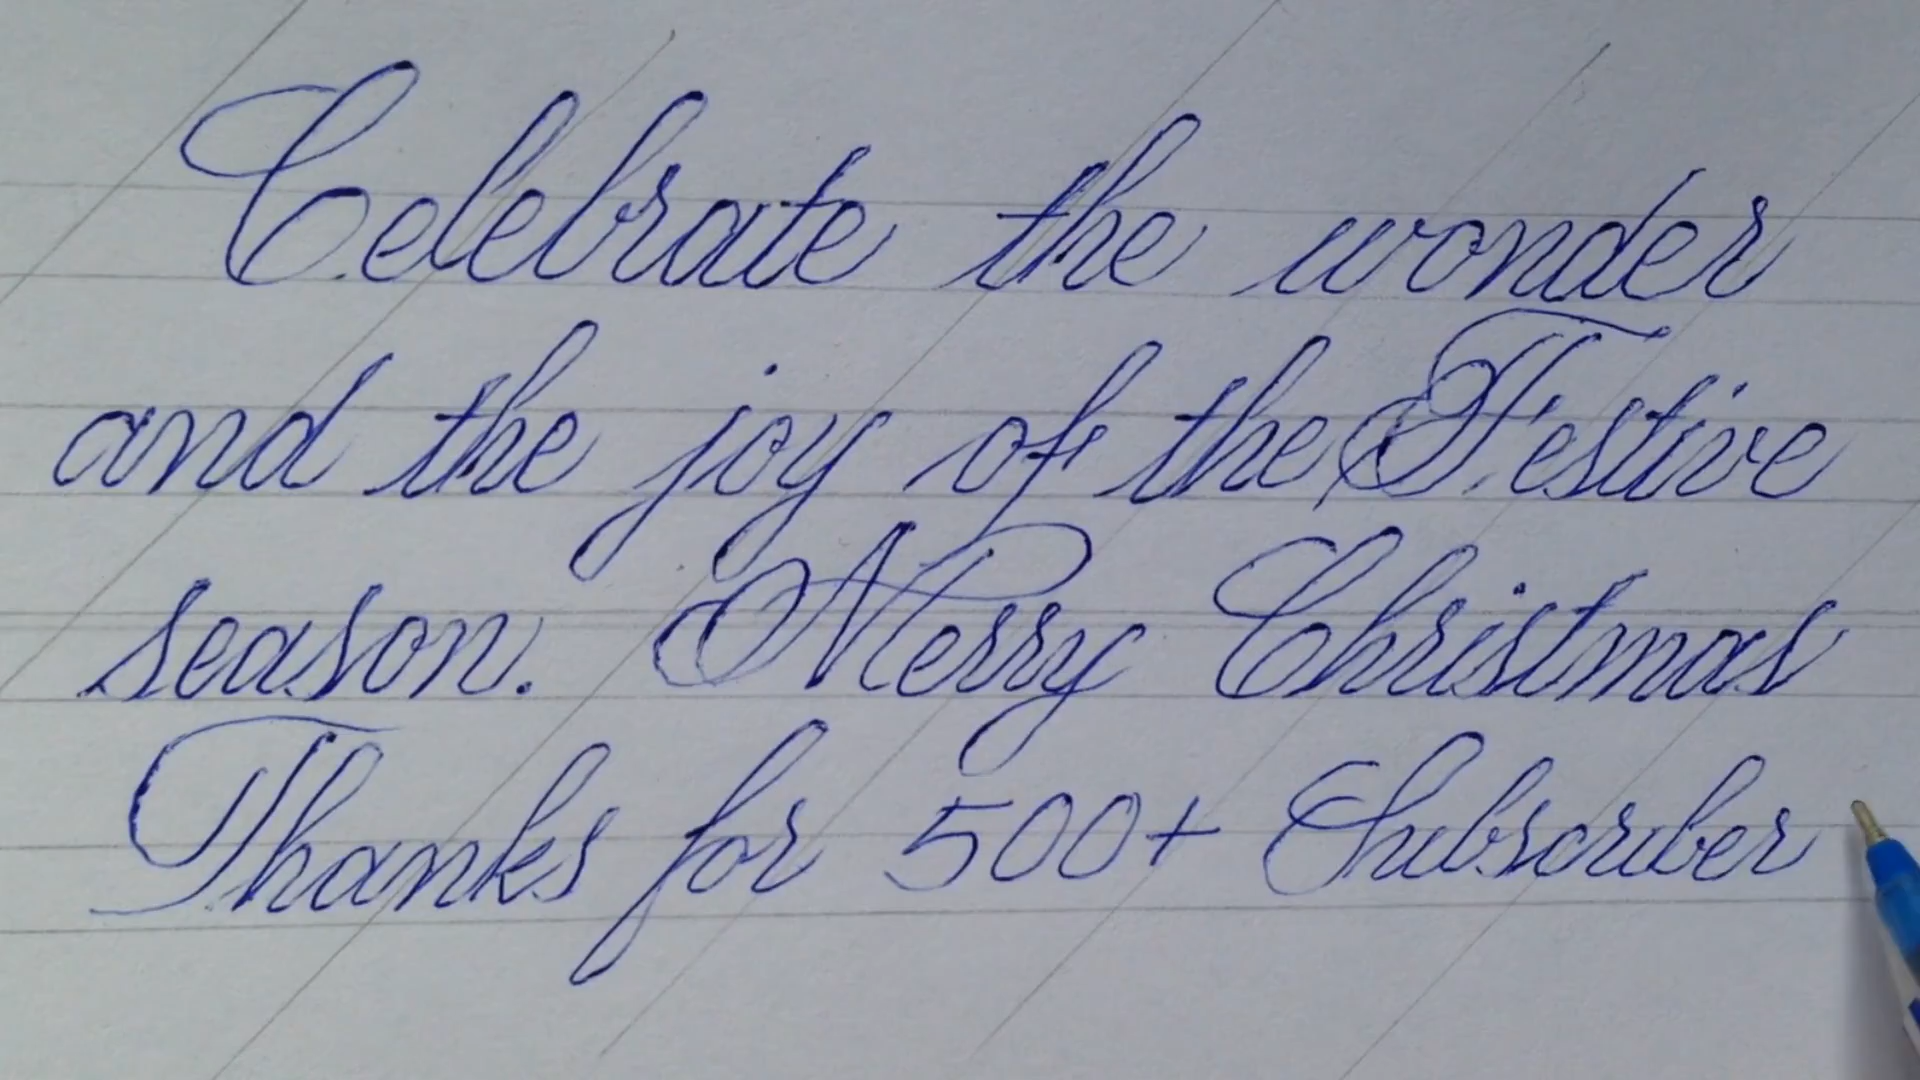 Celebrate the wonder
and the joy of the Festive
season. Merry Christmas
Thanks for 500+ Subscriber